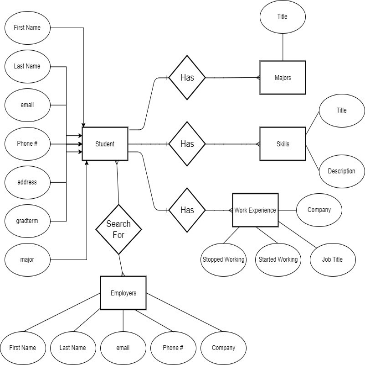 Title
First Name
Has
Majors
Last Name
email
Title
Phone #
Student
Has
Skills
address
Description
gradterm
Has
Work Experience
Company
Search
For
major
Stopped Working
Started Working
Job Title
Employers
First Name
Last Name
email
Phone #
Company